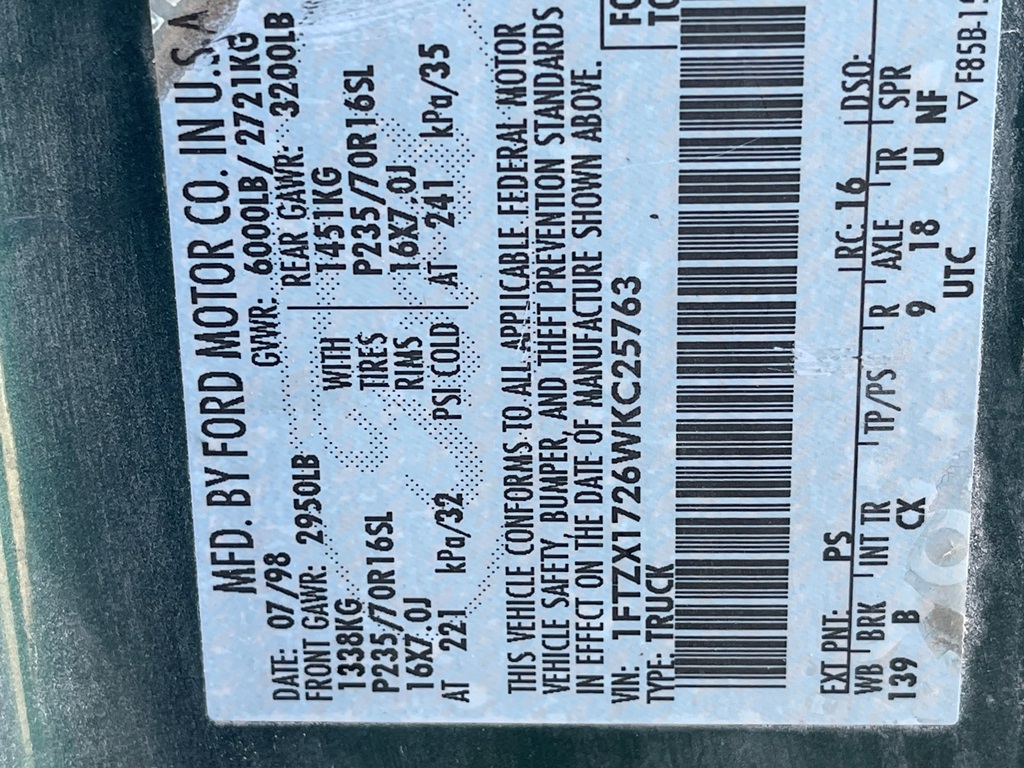 MFD. BY FORD MOTOR CO. IN U.S.A
DATE: 07/98 GVWR: 6000LB/ 2721KG
FRONT GAWR: 2950LB REAR GAWR: 3200LB
1338KG WITH 1451KG
P235/70R16SL TIRES P235/70R16SL
16X7.0J RIMS 16X7.0J
AT 221 kPa/32 PSI COLD AT 241 kPa/35
THIS VEHICLE CONFORMS TO ALL APPLICABLE FEDERAL MOTOR
VEHICLE SAFETY, BUMPER, AND THEFT PREVENTION STANDARDS
IN EFFECT ON THE DATE OF MANUFACTURE SHOWN ABOVE.
VIN: 1FTZX1726WKC25763
TYPE: TRUCK
EXT PNT: PS RC: 16 DSO:
WB BRK INT TR TP/PS R AXLE TR SPR
139 B CX 9 18 U NF
UTC